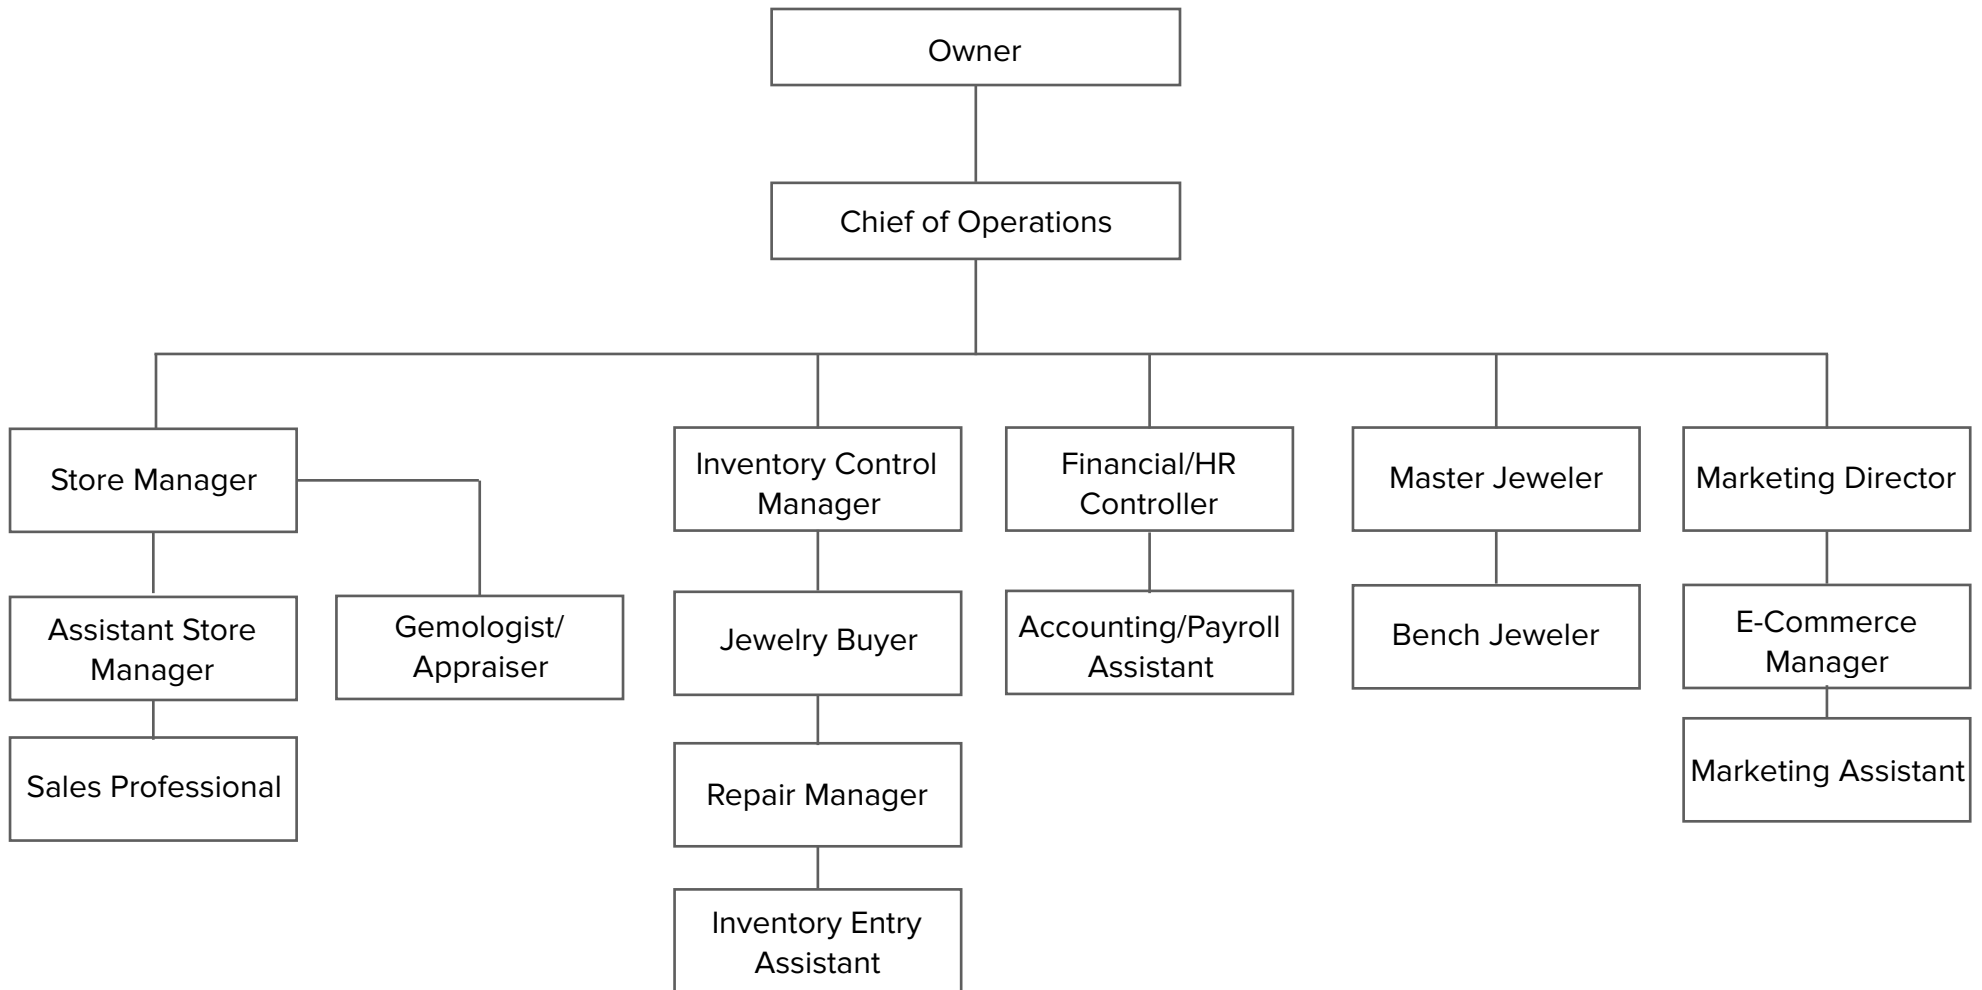 Owner
Chief of Operations
Store Manager
Inventory Control
Manager
Financial/HR
Controller
Master Jeweler
Marketing Director
Assistant Store
Manager
Gemologist/
Appraiser
Jewelry Buyer
Accounting/Payroll
Assistant
Bench Jeweler
E-Commerce
Manager
Sales Professional
Repair Manager
Marketing Assistant
Inventory Entry
Assistant